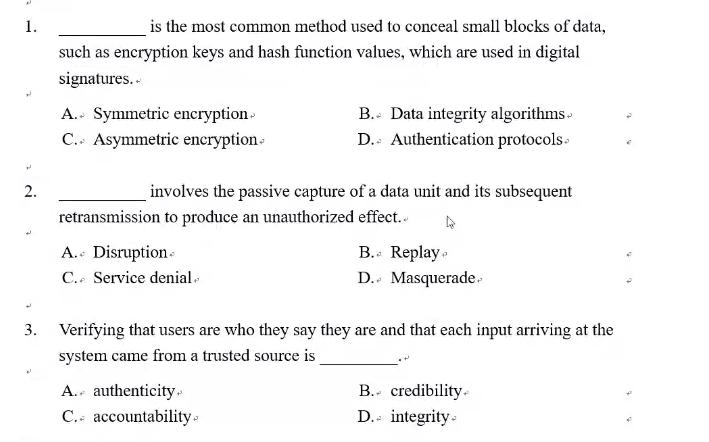 1. __________ is the most common method used to conceal small blocks of data,
such as encryption keys and hash function values, which are used in digital
signatures.
A. Symmetric encryption B. Data integrity algorithms
C. Asymmetric encryption D. Authentication protocols
2. __________ involves the passive capture of a data unit and its subsequent
retransmission to produce an unauthorized effect.
A. Disruption B. Replay
C. Service denial D. Masquerade
3. Verifying that users are who they say they are and that each input arriving at the
system came from a trusted source is _________.
A. authenticity B. credibility
C. accountability D. integrity